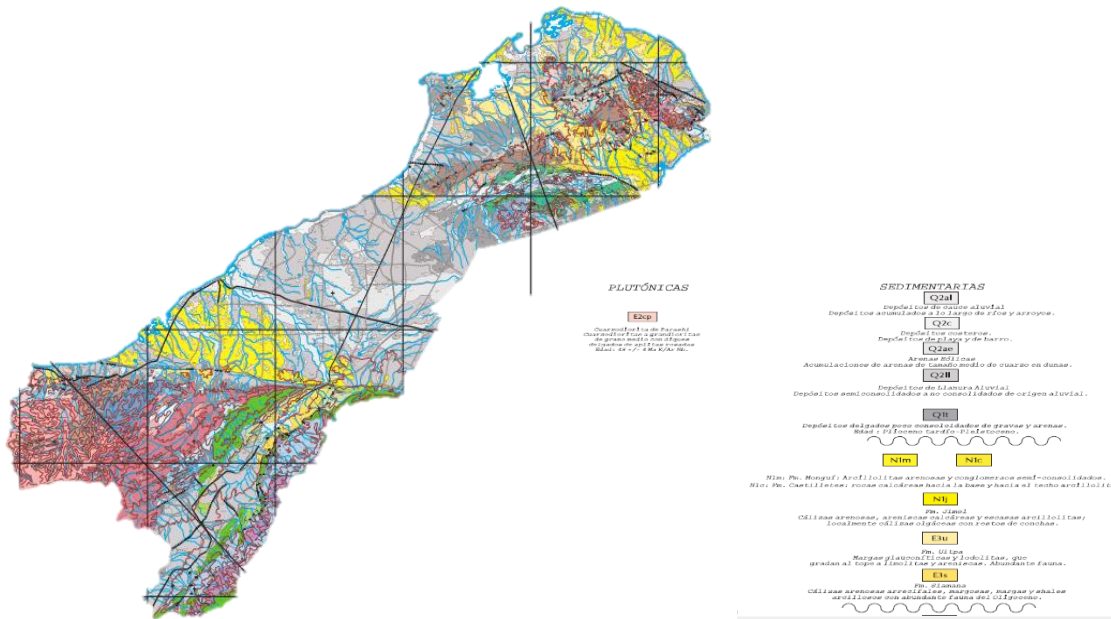 PLUTÓNICAS
E2cp
Cuarzodiorita de Parashi
Cuarzodioritas a granodioritas
de grano medio con diques
delgados de aplitas rosadas
SEDIMENTARIAS
Q2al
Depósitos de cauce aluvial
Depósitos acumulados a lo largo de ríos y arroyos.
Q2c
Depósitos costeros.
Depósitos de playa y de barro.
Q2ae
Arenas Eólicas
Acumulaciones de arenas de tamaño medio de cuarzo en dunas.
Q2ll
Depósitos de Llanura Aluvial
Depósitos semiconsolidados a no consolidados de origen aluvial.
Q1t
Depósitos delgados poco consoloidados de gravas y arenas.
Edad : Plioceno tardío-Pleistoceno.
N1m N1c
N1m: Fm. Monguí: Arcillolitas arenosas y conglomeraos semi-consolidados.
N1c: Fm. Castilletes: rocas calcáreas hacia la base y hacia el techo arcillolit
N1j
Fm. Jimol
Cálizas arenosas, areniscas calcáreas y escasas arcillolitas;
localmente cálizas olgáceas con restos de conchas.
E3u
Fm. Uitpa
Margas glauconíticas y lodolitas, que
gradan al tope a limolitas y areniscas. Abundante fauna.
E3s
Fm. Siamana
Cálizas arenosas arrecifales, margosas, margas y shales
arcillosos con abundante fauna del Oligoceno.